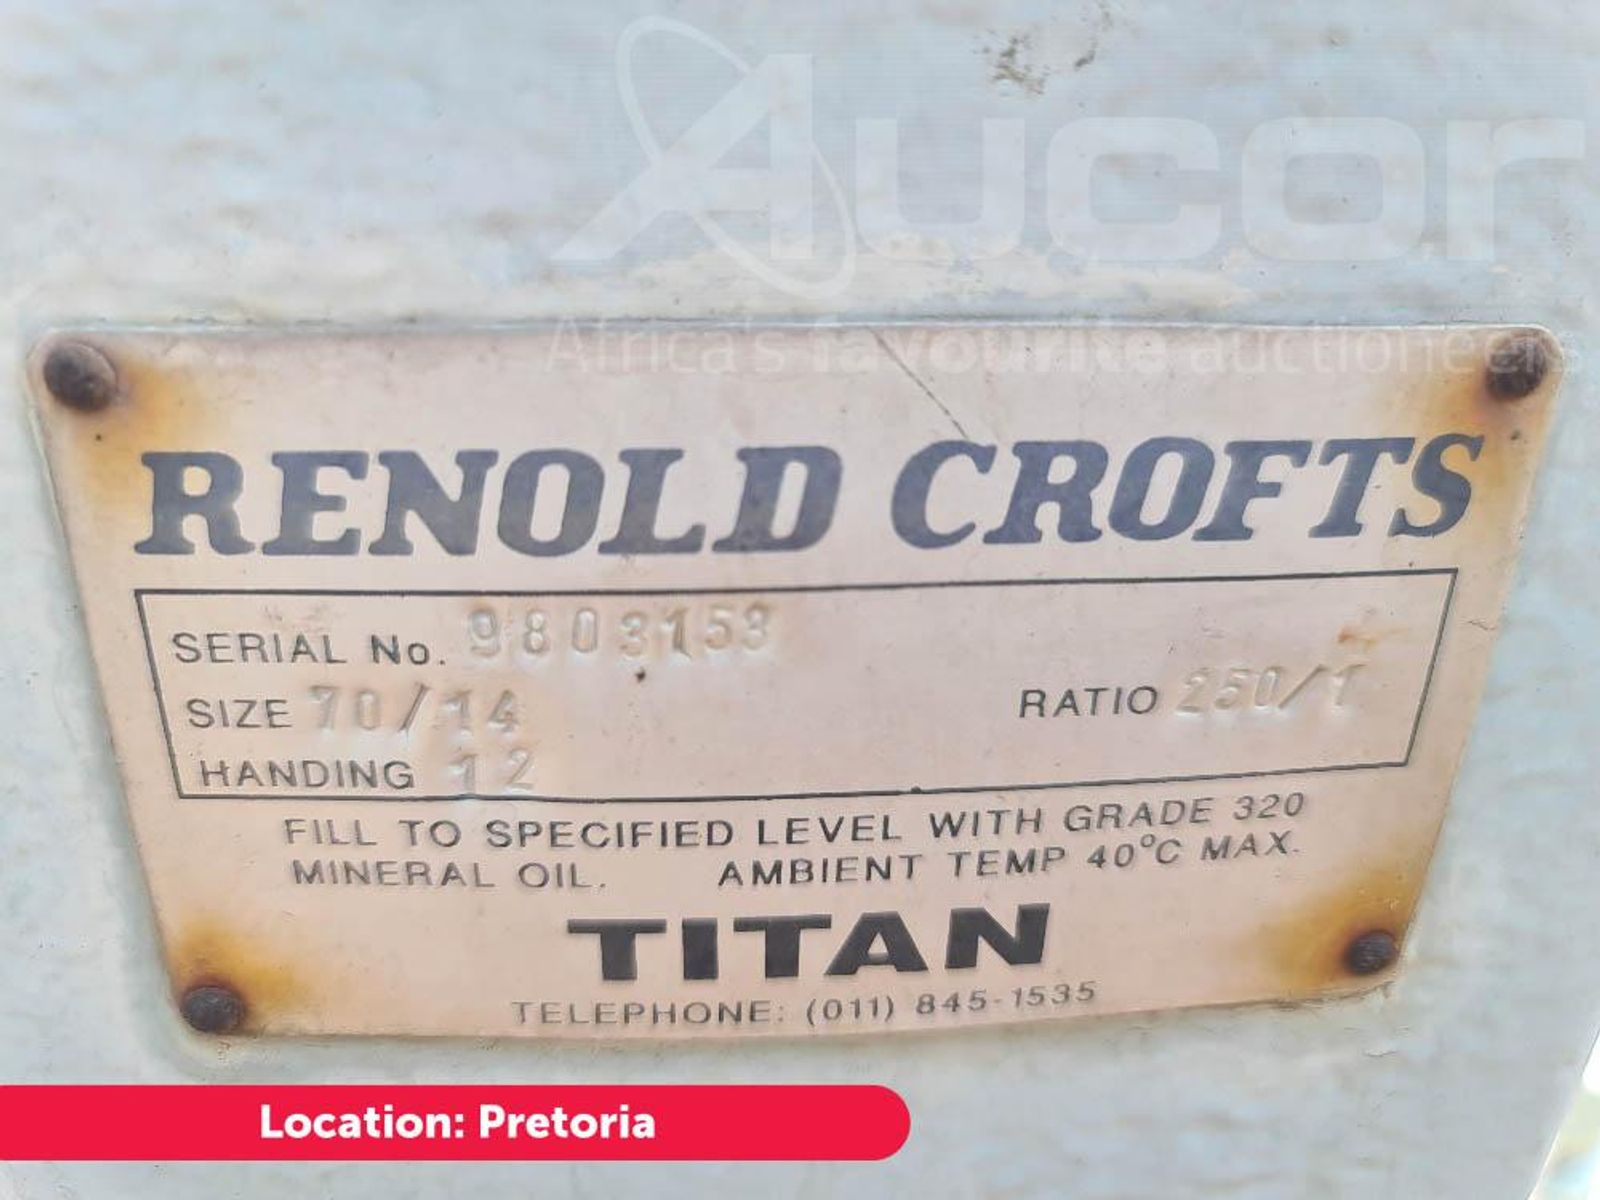 Aucor
Africa's favourite auctioneers
RENOLD CROFTS
SERIAL No. 9803153
SIZE 70/14 RATIO 250/1
HANDING 12
FILL TO SPECIFIED LEVEL WITH GRADE 320
MINERAL OIL. AMBIENT TEMP 40°C MAX.
TITAN
TELEPHONE: (011) 845-1535
Location: Pretoria